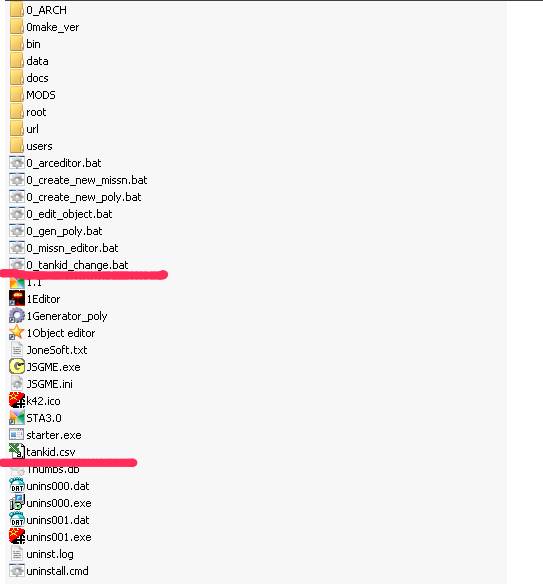 0_ARCH
0make_ver
bin
data
docs
MODS
root
url
users
0_arceditor.bat
0_create_new_missn.bat
0_create_new_poly.bat
0_edit_object.bat
0_gen_poly.bat
0_missn_editor.bat
0_tankid_change.bat
1.1
1Editor
1Generator_poly
1Object editor
JoneSoft.txt
JSGME.exe
JSGME.ini
k42.ico
STA3.0
starter.exe
tankid.csv
Thumbs.db
unins000.dat
unins000.exe
unins001.dat
unins001.exe
uninst.log
uninstall.cmd